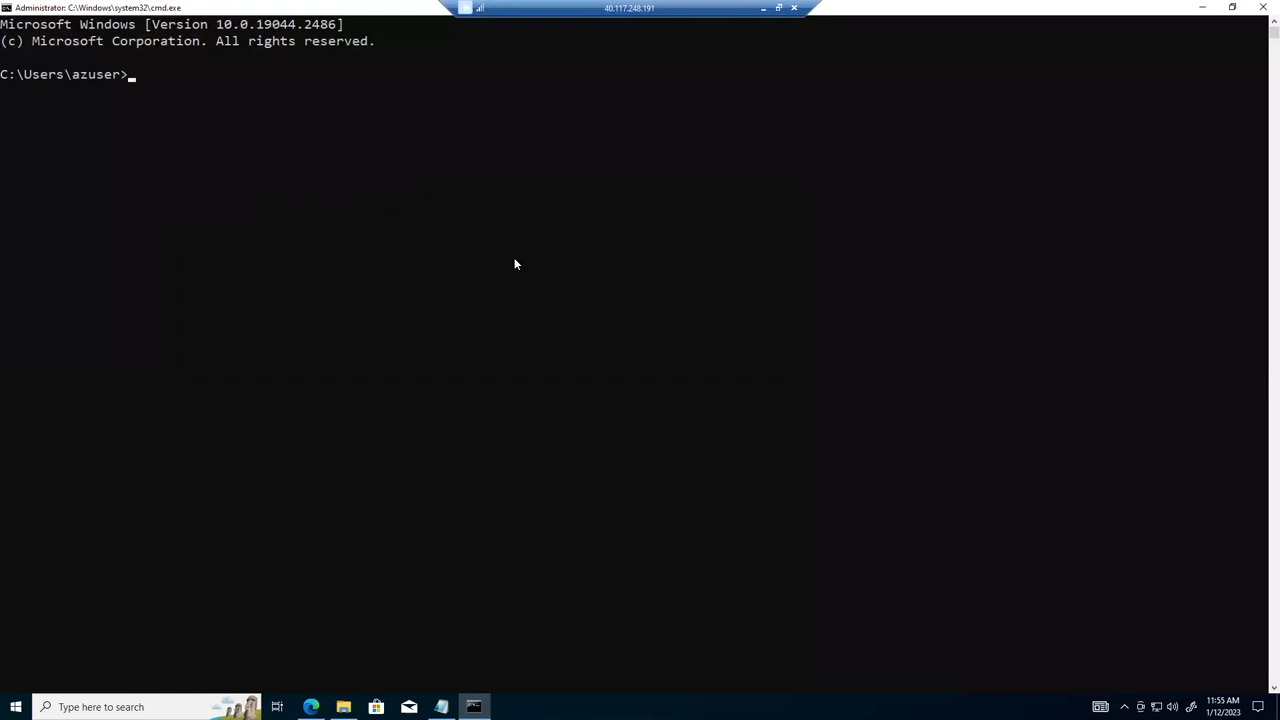 Administrator: C:\Windows\system32\cmd.exe
40.117.248.191
Microsoft Windows [Version 10.0.19044.2486]
(c) Microsoft Corporation. All rights reserved.
C:\Users\azuser>
Type here to search
11:55 AM
1/12/2023